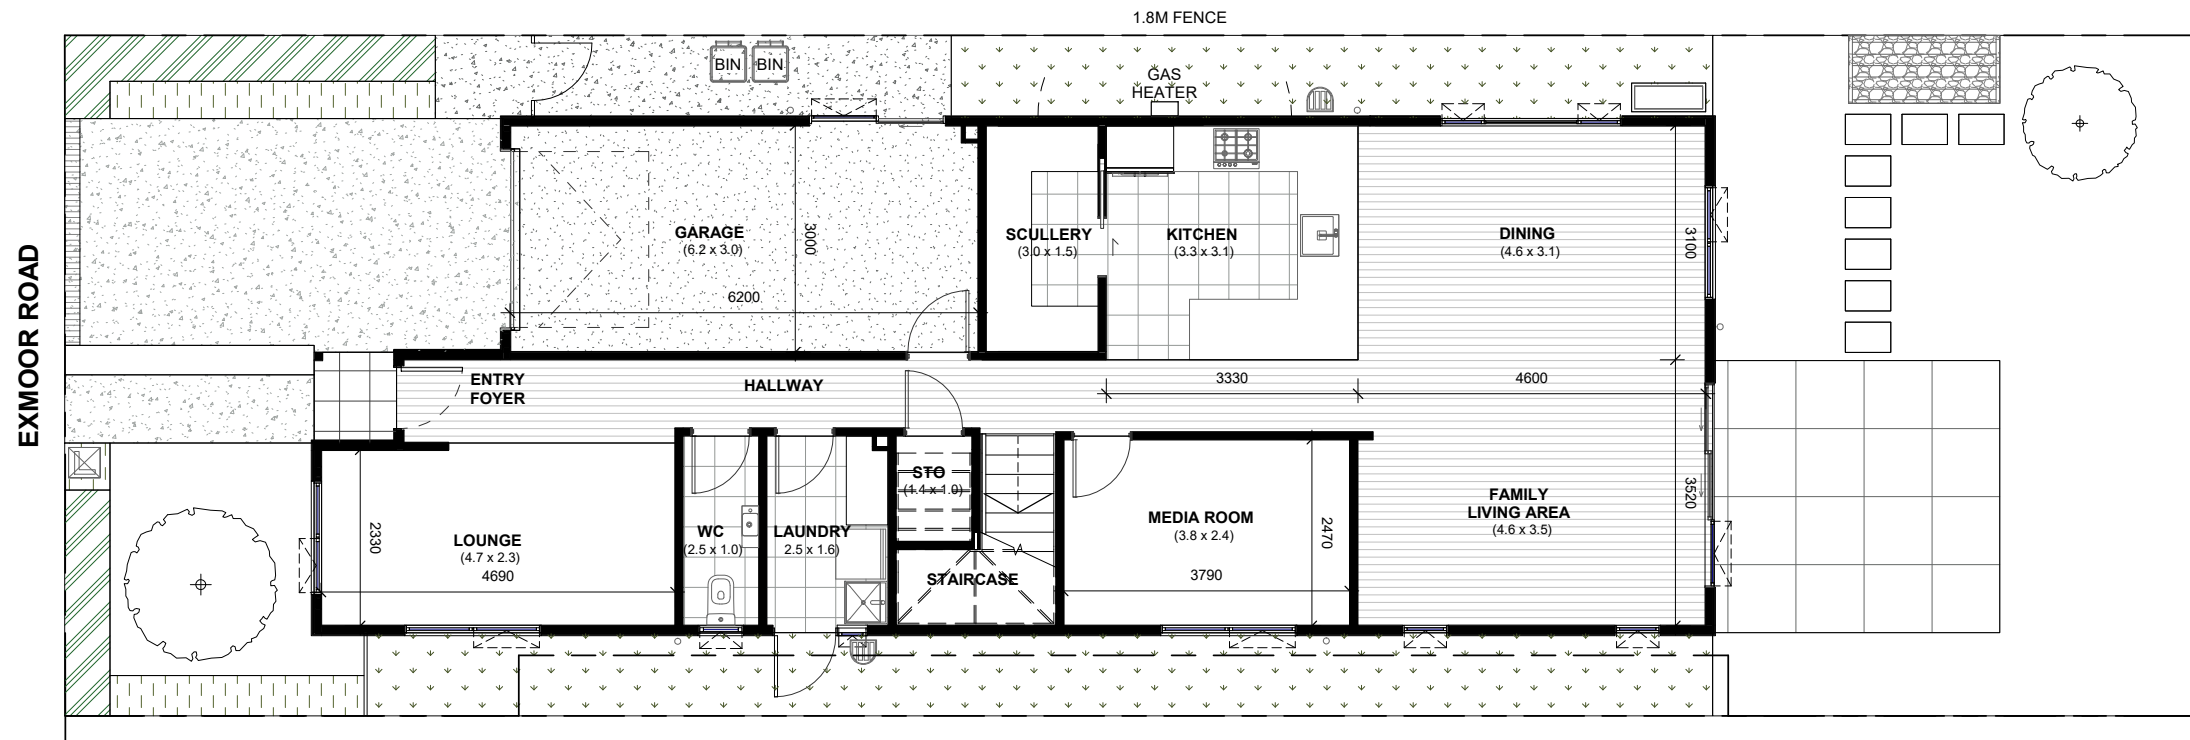 1.8M FENCE
BIN
BIN
GAS
HEATER
EXMOOR ROAD
GARAGE
(6.2 x 3.0)
30000
6200
SCULLERY
(3.0 x 1.5)
KITCHEN
(3.3 x 3.1)
DINING
(4.6 x 3.1)
3100
ENTRY
FOYER
HALLWAY
3330
4600
LOUNGE
(4.7 x 2.3)
4690
2330
WC
(2.5 x 1.0)
LAUNDRY
2.5 x 1.6)
STO
(1.4 x 1.0)
STAIRCASE
MEDIA ROOM
(3.8 x 2.4)
3790
2470
FAMILY
LIVING AREA
(4.6 x 3.5)
3520